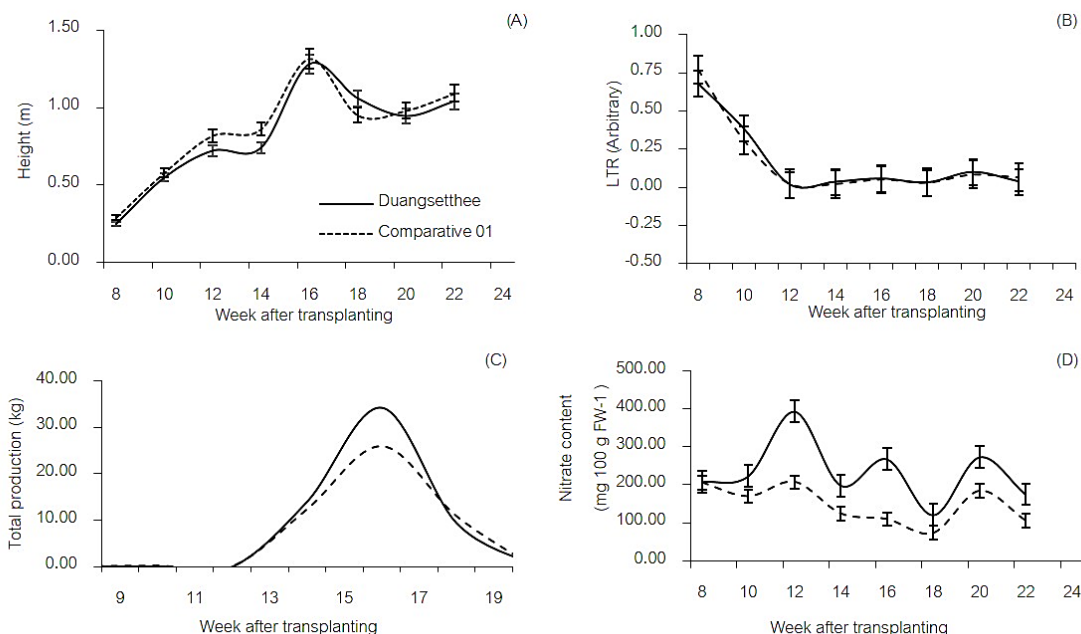 (A)
1.50
1.00
0.50
0.00
Height (m)
Duangsetthee
Comparative 01
8 10 12 14 16 18 20 22 24
Week after transplanting
(B)
1.00
0.75
0.50
0.25
0.00
-0.25
-0.50
LTR (Arbitrary)
8 10 12 14 16 18 20 22 24
Week after transplanting
(C)
40.00
30.00
20.00
10.00
0.00
Total production (kg)
9 11 13 15 17 19
Week after transplanting
(D)
500.00
400.00
300.00
200.00
100.00
0.00
Nitrate content
(mg 100 g FW-1 )
8 10 12 14 16 18 20 22 24
Week after transplanting